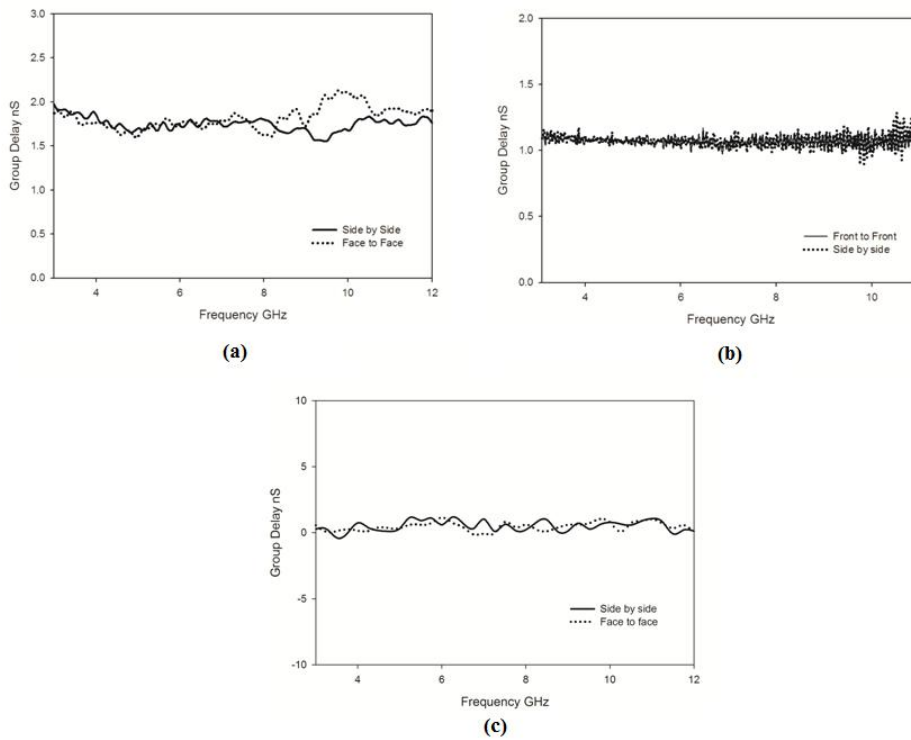 3.0
2.5
2.0
1.5
1.0
0.5
0.0
Group Delay nS
Side by Side
Face to Face
4 6 8 10 12
Frequency GHz
(a)
2.0
1.5
1.0
0.5
0.0
Group Delay nS
Front to Front
Side by side
4 6 8 10
Frequency GHz
(b)
10
5
0
-5
-10
Group Delay nS
Side by side
Face to face
4 6 8 10 12
Frequency GHz
(c)